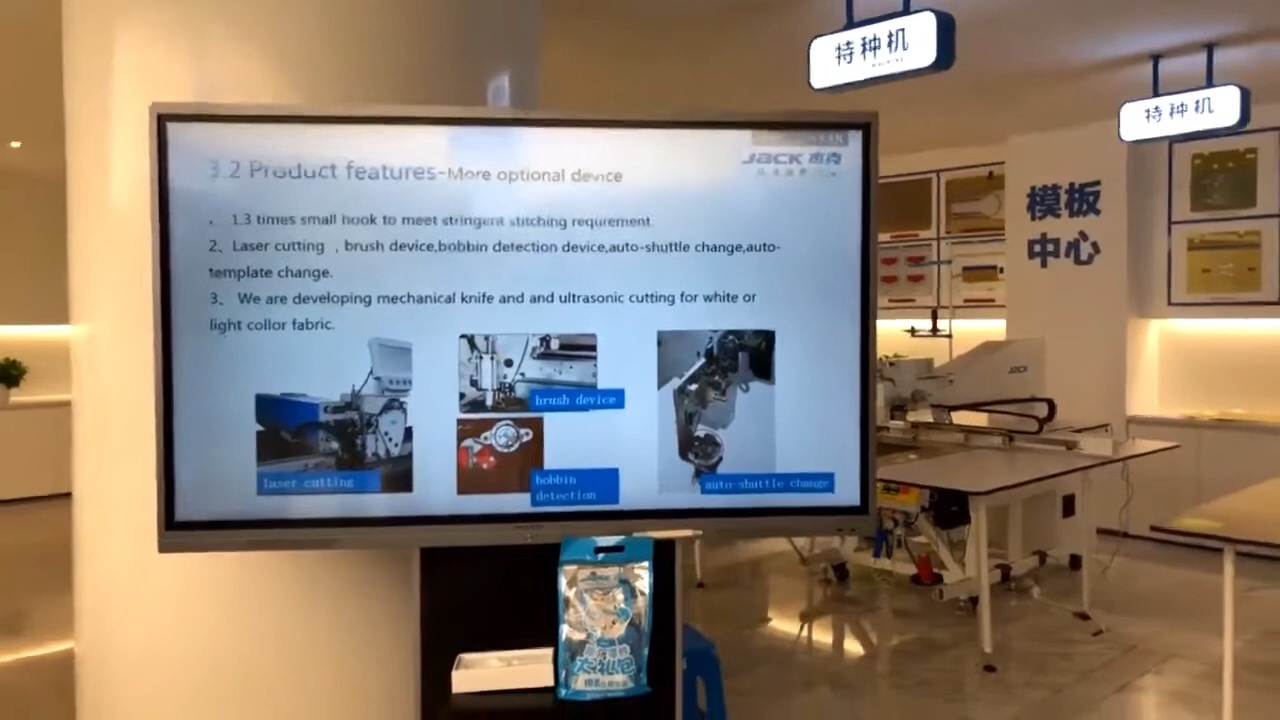 特种机
特种机
模板
中心
3.2 Product features-More optional device
JACK 杰克
. 1.3 times small hook to meet stringent stitching requirement.
2、Laser cutting ，brush device,bobbin detection device,auto-shuttle change,auto-
template change.
3、 We are developing mechanical knife and and ultrasonic cutting for white or
light collor fabric.
brush device
laser cutting
bobbin
detection
auto-shuttle change
JACK
大礼包